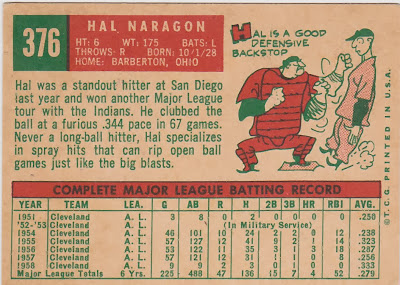 376
HAL NARAGON
HT: 6 WT: 175 BATS: L
THROWS: R BORN: 10/1/28
HOME: BARBERTON, OHIO
Hal was a standout hitter at San Diego
last year and won another Major League
tour with the Indians. He clubbed the
ball at a furious .344 pace in 67 games.
Never a long-ball hitter, Hal specializes
in spray hits that can rip open ball
games just like the big blasts.
HAL IS A GOOD
DEFENSIVE
BACKSTOP
COMPLETE MAJOR LEAGUE BATTING RECORD
YEAR TEAM LEA. G AB R H 2B 3B HR RBI AVG.
1951 Cleveland A. L. 3 8 0 2 0 0 0 0 .250
'52-'53 Cleveland A. L. (In Military Service)
1954 Cleveland A. L. 46 101 10 24 2 2 0 12 .238
1955 Cleveland A. L. 127 12 41 9 2 1 14 .323
1956 Cleveland A. L. 53 122 11 35 3 1 3 18 .287
1957 Cleveland A. L. 57 121 12 31 1 1 0 8 .256
1958 Cleveland A. L. 9 9 2 3 0 0 0 .333
Major League Totals 6 Yrs. 225 488 47 136 4 52 .279
© T.C.G. PRINTED IN U.S.A.